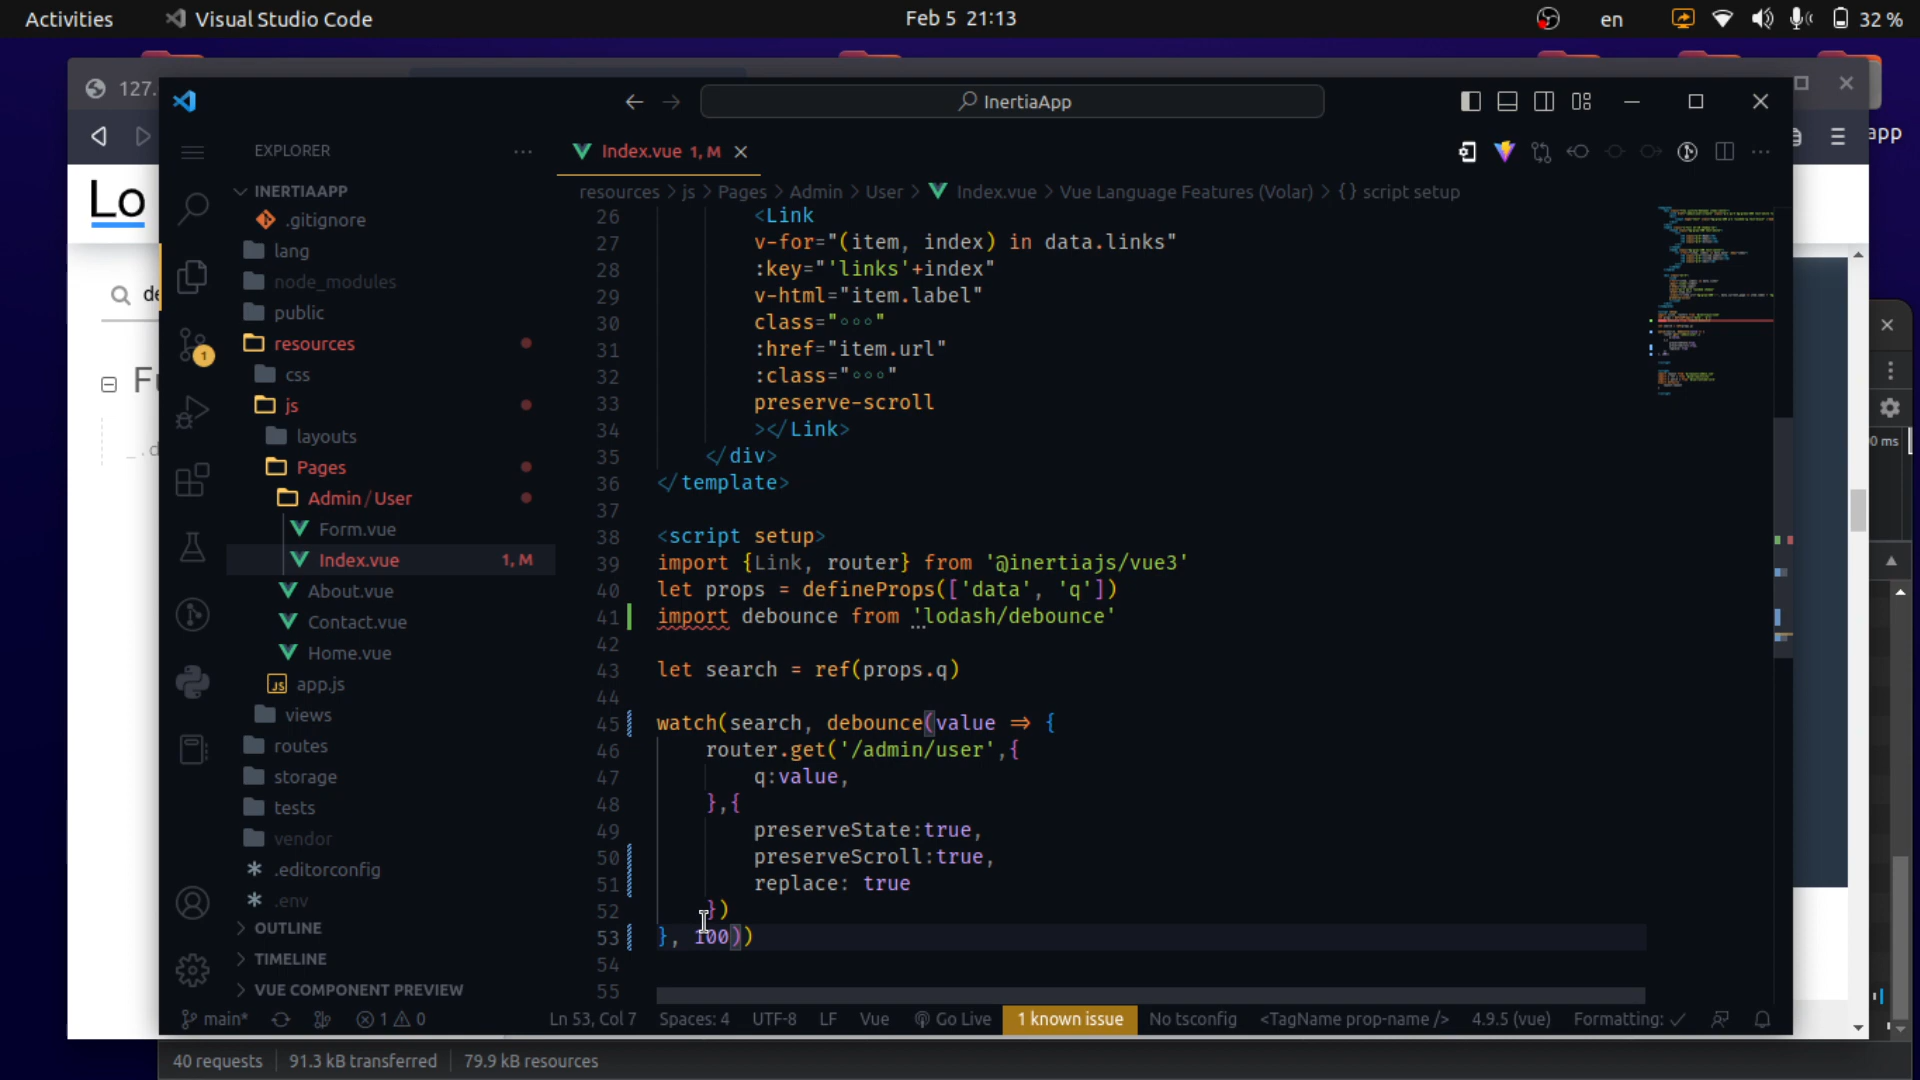 Activities
Visual Studio Code
Feb 5 21:13
en
32 %
127.
InertiaApp
app
Lo
EXPLORER
Index.vue 1, M
INERTIAAPP
resources > js > Pages > Admin > User > Index.vue > Vue Language Features (Volar) > {} script setup
.gitignore
lang
node_modules
public
resources
css
js
layouts
Pages
Admin / User
Form.vue
Index.vue 1, M
About.vue
Contact.vue
Home.vue
app.js
views
routes
storage
tests
vendor
.editorconfig
.env
OUTLINE
TIMELINE
VUE COMPONENT PREVIEW
1
26 <Link
27 v-for="(item, index) in data.links"
28 :key="'links'+index"
29 v-html="item.label"
30 class="∘∘∘"
31 :href="item.url"
32 :class="∘∘∘"
33 preserve-scroll
34 ></Link>
35 </div>
36 </template>
37
38 <script setup>
39 import {Link, router} from '@inertiajs/vue3'
40 let props = defineProps(['data', 'q'])
41 import debounce from 'lodash/debounce'
42
43 let search = ref(props.q)
44
45 watch(search, debounce(value => {
46 router.get('/admin/user',{
47 q:value,
48 },{
49 preserveState:true,
50 preserveScroll:true,
51 replace: true
52 })
53 }, 100))
54
55
0 ms
main* 1 0 Ln 53, Col 7 Spaces: 4 UTF-8 LF Vue Go Live 1 known issue No tsconfig <TagName prop-name /> 4.9.5 (vue) Formatting: ✓
40 requests 91.3 kB transferred 79.9 kB resources